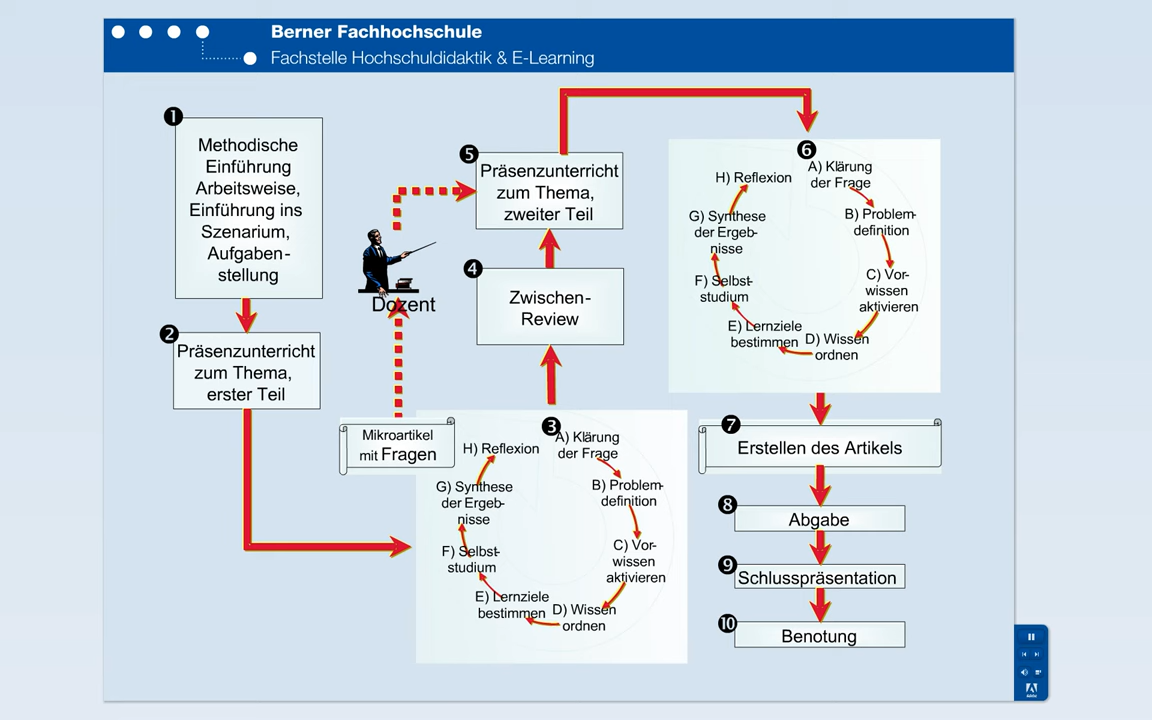 Berner Fachhochschule
Fachstelle Hochschuldidaktik & E-Learning
1
Methodische
Einführung
Arbeitsweise,
Einführung ins
Szenarium,
Aufgaben-
stellung
2
Präsenzunterricht
zum Thema,
erster Teil
Mikroartikel
mit Fragen
Dozent
3
A) Klärung
der Frage
B) Problem-
definition
C) Vor-
wissen
aktivieren
D) Wissen
ordnen
E) Lernziele
bestimmen
F) Selbst-
studium
G) Synthese
der Ergeb-
nisse
H) Reflexion
4
Zwischen-
Review
5
Präsenzunterricht
zum Thema,
zweiter Teil
6
A) Klärung
der Frage
B) Problem-
definition
C) Vor-
wissen
aktivieren
D) Wissen
ordnen
E) Lernziele
bestimmen
F) Selbst-
studium
G) Synthese
der Ergeb-
nisse
H) Reflexion
7
Erstellen des Artikels
8
Abgabe
9
Schlusspräsentation
10
Benotung